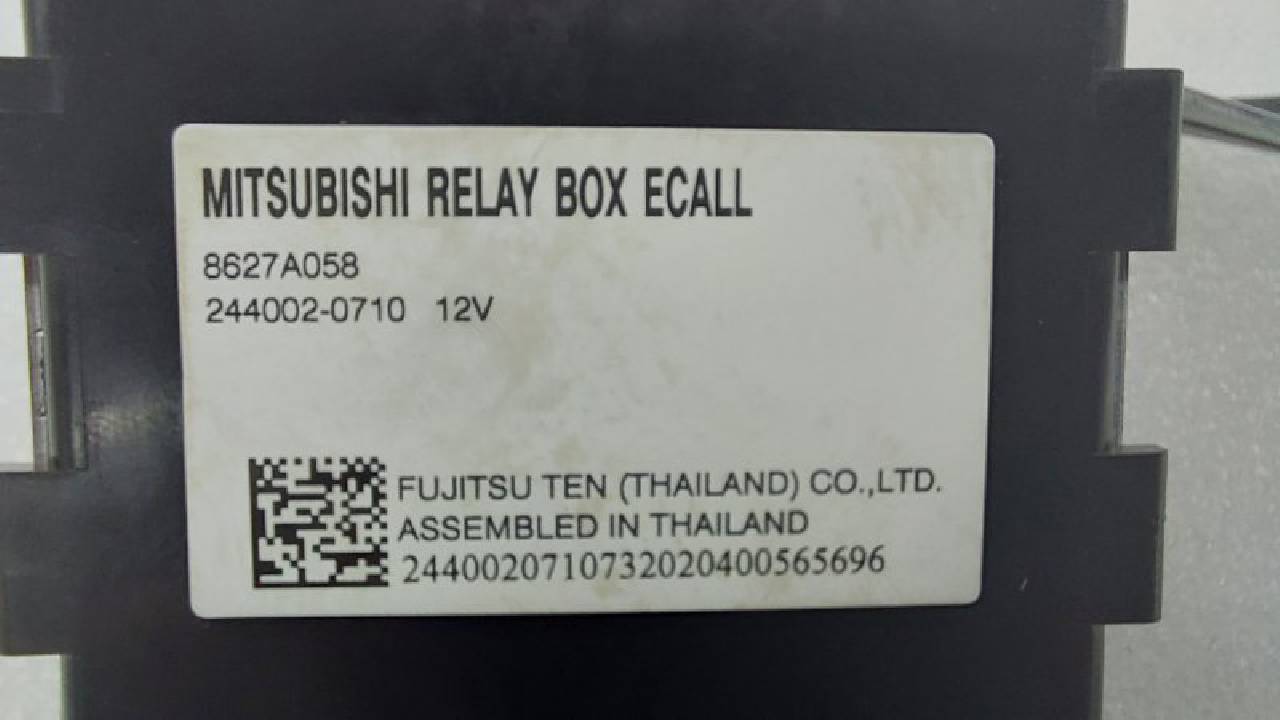 MITSUBISHI RELAY BOX ECALL
8627A058
244002-0710 12V
FUJITSU TEN (THAILAND) CO.,LTD.
ASSEMBLED IN THAILAND
2440020710732020400565696